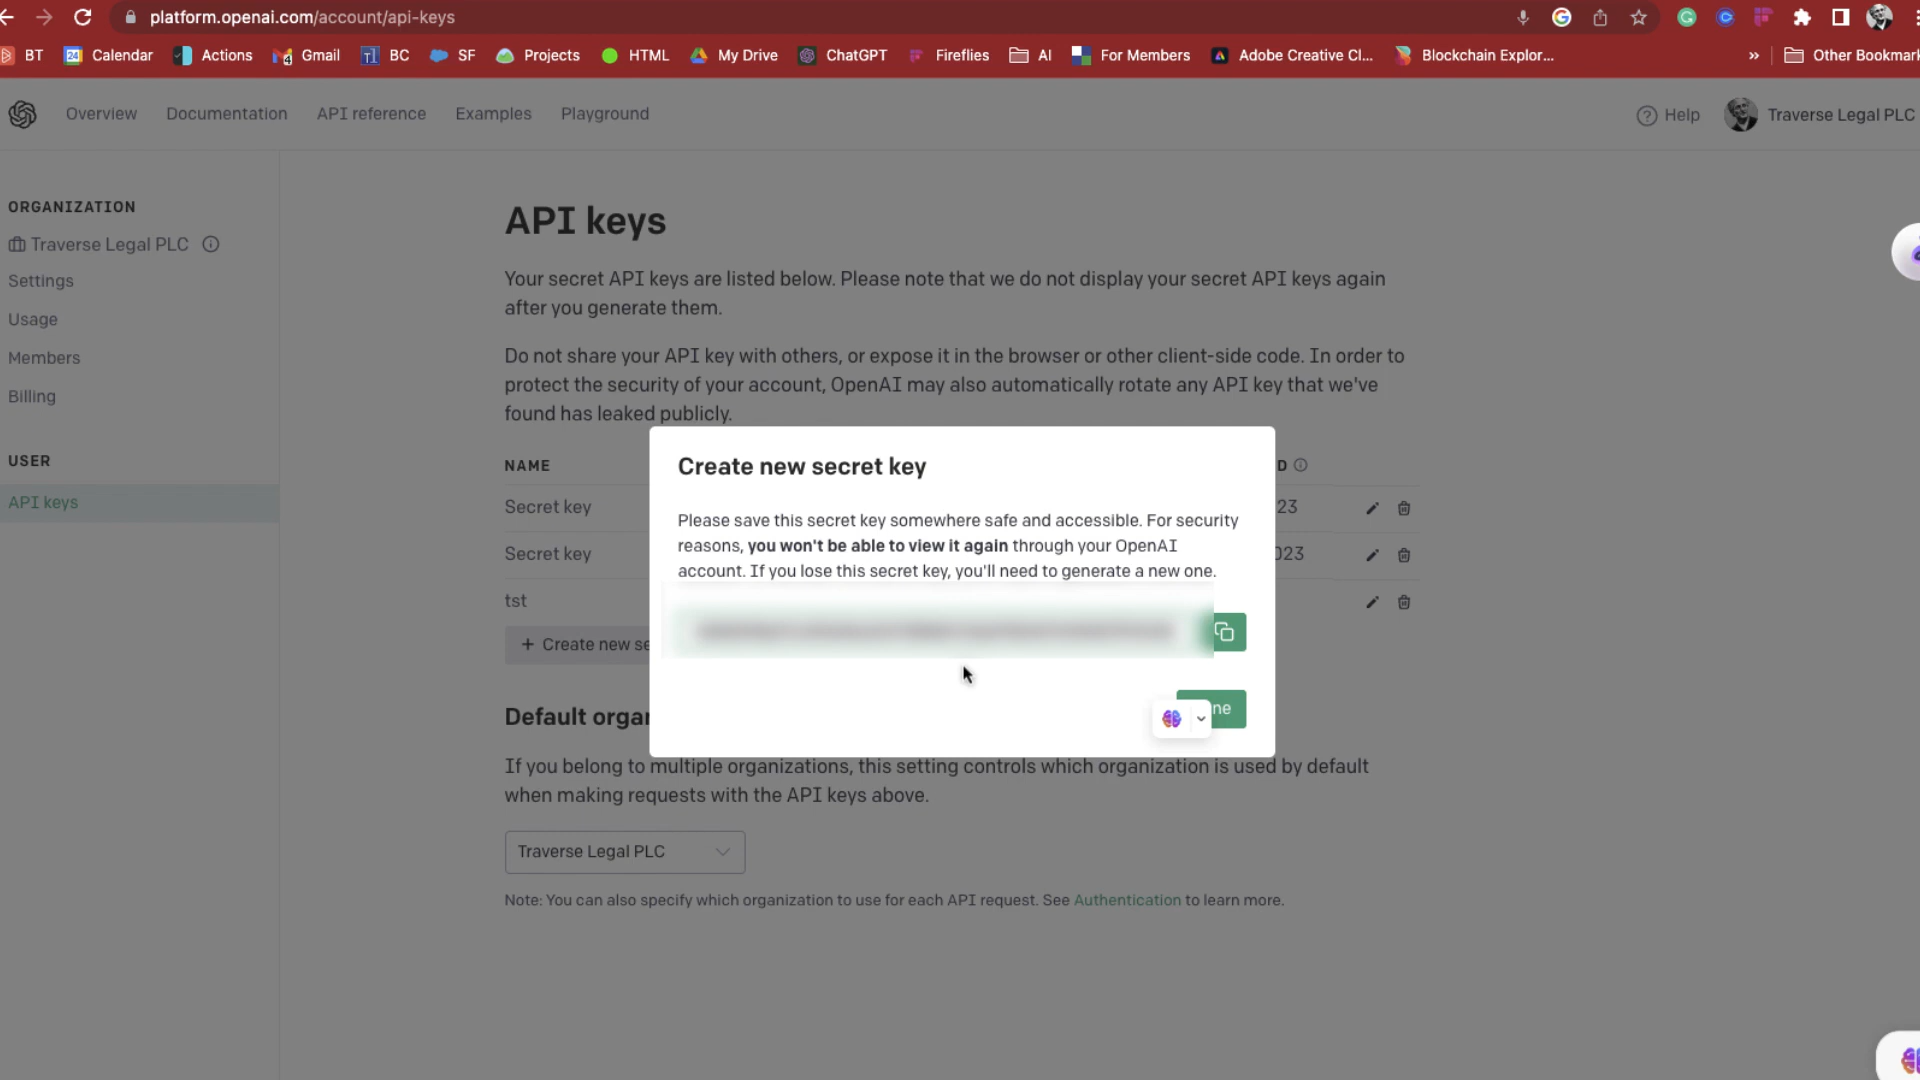 platform.openai.com/account/api-keys
BT
24 Calendar
Actions
4 Gmail
T| BC
SF
Projects
HTML
My Drive
ChatGPT
Fireflies
AI
For Members
Adobe Creative Cl...
Blockchain Explor...
»
Other Bookmar
Overview
Documentation
API reference
Examples
Playground
Help
Traverse Legal PLC
ORGANIZATION
Traverse Legal PLC
Settings
Usage
Members
Billing
USER
API keys
API keys
Your secret API keys are listed below. Please note that we do not display your secret API keys again
after you generate them.
Do not share your API key with others, or expose it in the browser or other client-side code. In order to
protect the security of your account, OpenAI may also automatically rotate any API key that we've
found has leaked publicly.
NAME
D
Secret key
23
Secret key
023
tst
+ Create new se
Create new secret key
Please save this secret key somewhere safe and accessible. For security
reasons, you won't be able to view it again through your OpenAI
account. If you lose this secret key, you'll need to generate a new one.
ne
Default orga
If you belong to multiple organizations, this setting controls which organization is used by default
when making requests with the API keys above.
Traverse Legal PLC
Note: You can also specify which organization to use for each API request. See Authentication to learn more.